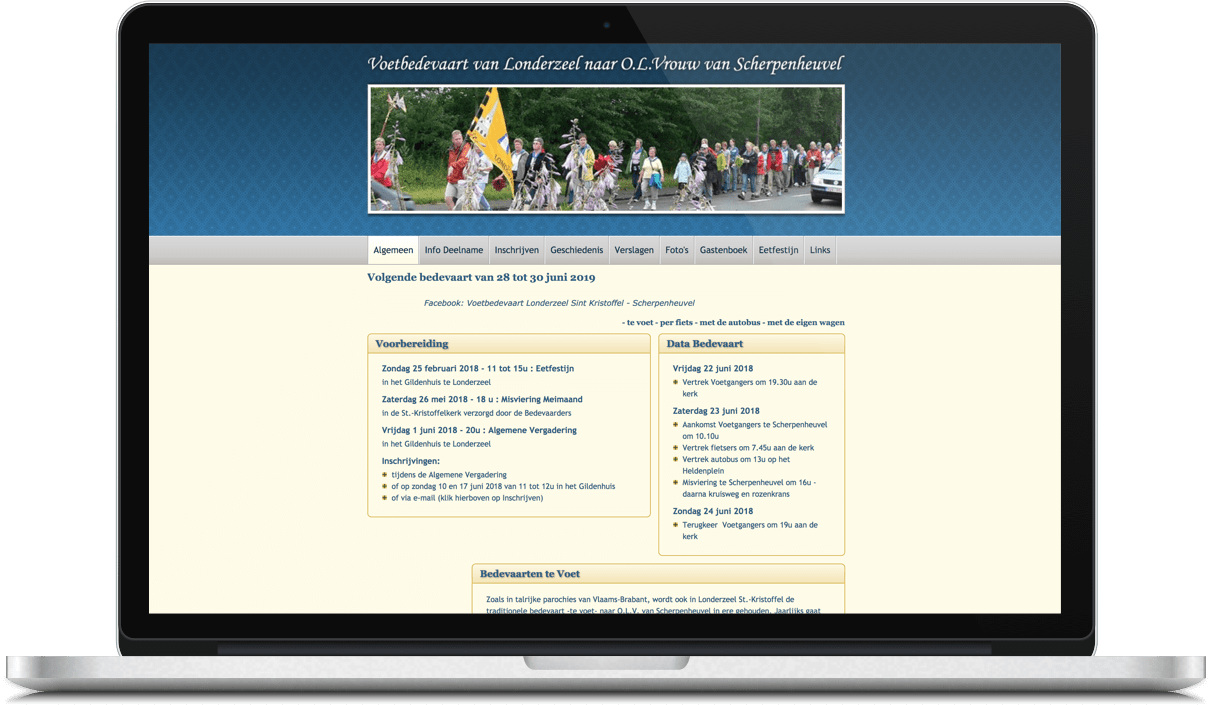 Voetbedevaart van Londerzeel naar O.L.Vrouw van Scherpenheuvel
Algemeen
Info Deelname
Inschrijven
Geschiedenis
Verslagen
Foto's
Gastenboek
Eetfestijn
Links
Volgende bedevaart van 28 tot 30 juni 2019
Facebook: Voetbedevaart Londerzeel Sint Kristoffel - Scherpenheuvel
- te voet - per fiets - met de autobus - met de eigen wagen
Voorbereiding
Zondag 25 februari 2018 - 11 tot 15u : Eetfestijn
in het Gildenhuis te Londerzeel
Zaterdag 26 mei 2018 - 18 u : Misviering Meimaand
in de St.-Kristoffelkerk verzorgd door de Bedevaarders
Vrijdag 1 juni 2018 - 20u : Algemene Vergadering
in het Gildenhuis te Londerzeel
Inschrijvingen:
tijdens de Algemene Vergadering
of op zondag 10 en 17 juni 2018 van 11 tot 12u in het Gildenhuis
of via e-mail (klik hierboven op Inschrijven)
Data Bedevaart
Vrijdag 22 juni 2018
Vertrek Voetgangers om 19.30u aan de
kerk
Zaterdag 23 juni 2018
Aankomst Voetgangers te Scherpenheuvel
om 10.10u
Vertrek fietsers om 7.45u aan de kerk
Vertrek autobus om 13u op het
Heldenplein
Misviering te Scherpenheuvel om 16u -
daarna kruisweg en rozenkrans
Zondag 24 juni 2018
Terugkeer Voetgangers om 19u aan de
kerk
Bedevaarten te Voet
Zoals in talrijke parochies van Vlaams-Brabant, wordt ook in Londerzeel St.-Kristoffel de
traditionele bedevaart -te voet- naar O.L.V. van Scherpenheuvel in ere gehouden. Jaarlijks gaat